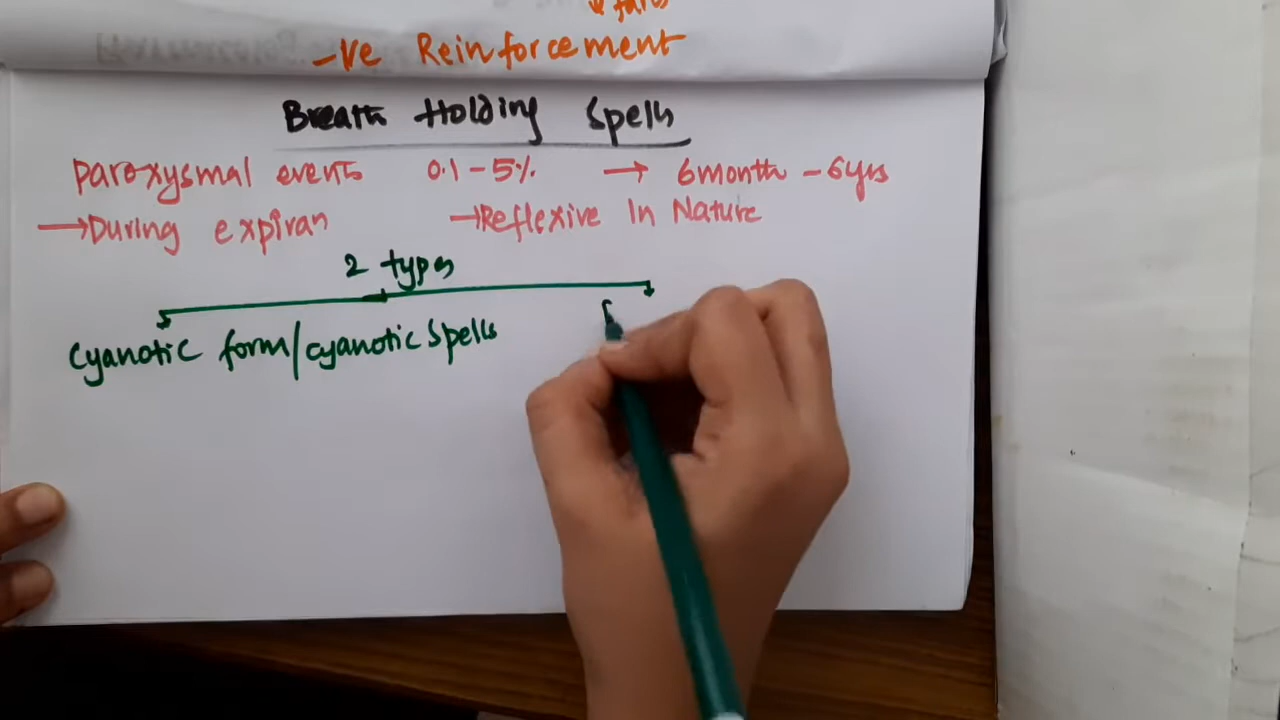 -ve Reinforcement
Breath Holding Spells
Paroxysmal events 0.1-5% → 6month - 6yrs
→During expiran →Reflexive In Nature
2 types
Cyanotic form/cyanotic Spells